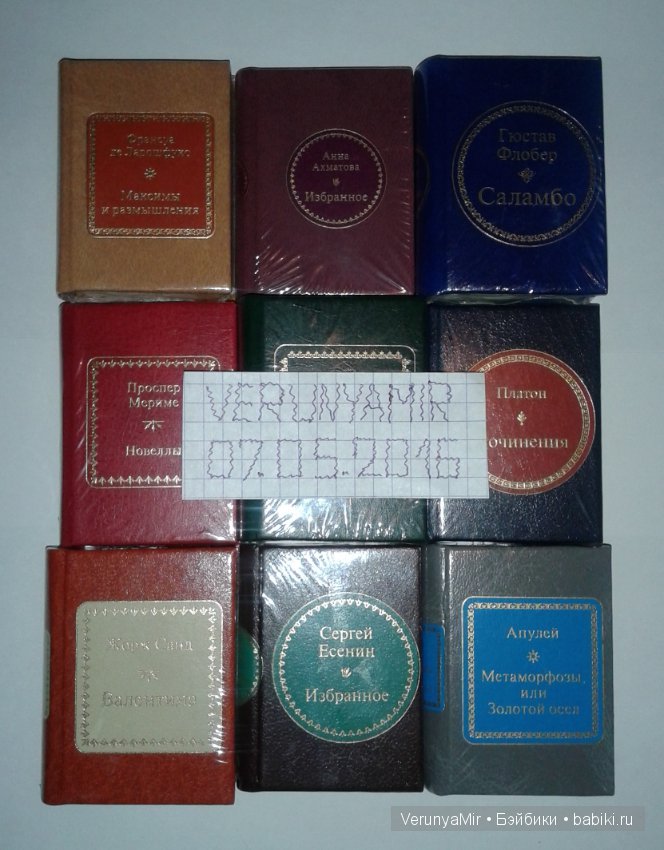 Франсуа
де Ларошфуко
Максимы
и размышления
Анна
Ахматова
Избранное
Гюстав
Флобер
Саламбо
Проспер
Мериме
Новеллы
VERUNYAMIR
07.05.2016
Платон
очинения
Жорж Санд
Валентина
Сергей
Есенин
Избранное
Апулей
Метаморфозы,
или
Золотой осел
VerunyaMir • Бэйбики • babiki.ru